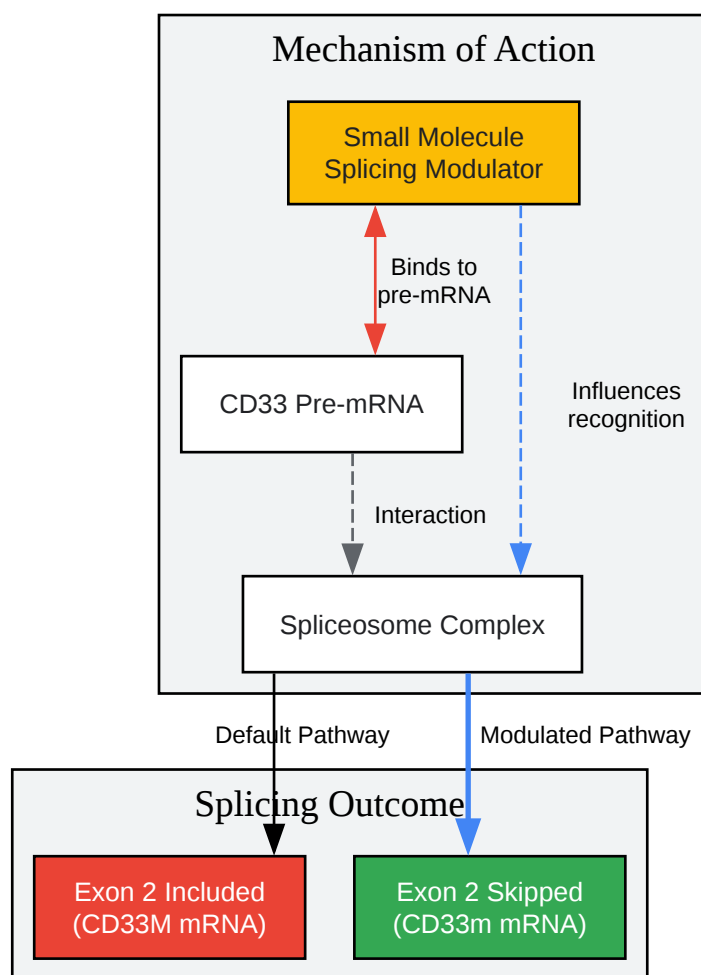 Mechanism of Action
Small Molecule
Splicing Modulator
Binds to
pre-mRNA
CD33 Pre-mRNA
Influences
recognition
Interaction
Spliceosome Complex
Default Pathway
Modulated Pathway
Splicing Outcome
Exon 2 Included
(CD33M mRNA)
Exon 2 Skipped
(CD33m mRNA)